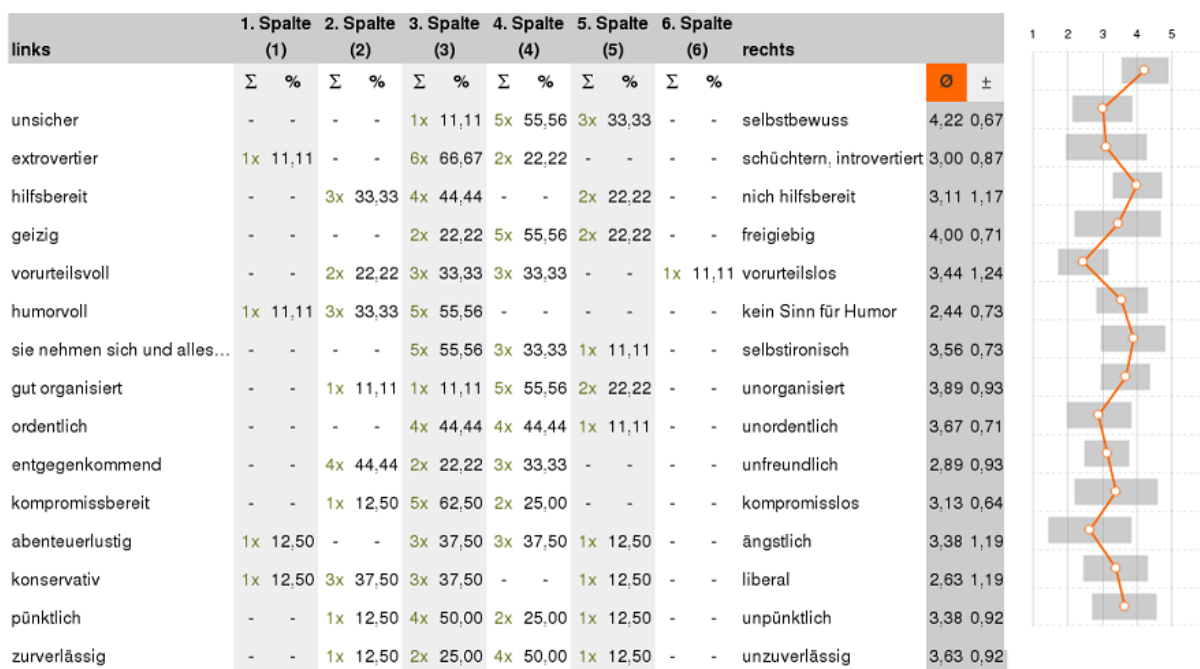 1. Spalte 2. Spalte 3. Spalte 4. Spalte 5. Spalte 6. Spalte
links (1) (2) (3) (4) (5) (6) rechts
1 2 3 4 5
Σ % Σ % Σ % Σ % Σ % Σ % Ø ±
unsicher - - - - 1x 11,11 5x 55,56 3x 33,33 - - selbstbewuss 4,22 0,67
extrovertier 1x 11,11 - - 6x 66,67 2x 22,22 - - - - schüchtern, introvertiert 3,00 0,87
hilfsbereit - - 3x 33,33 4x 44,44 - - 2x 22,22 - - nich hilfsbereit 3,11 1,17
geizig - - - - 2x 22,22 5x 55,56 2x 22,22 - - freigiebig 4,00 0,71
vorurteilsvoll - - 2x 22,22 3x 33,33 3x 33,33 - - 1x 11,11 vorurteilslos 3,44 1,24
humorvoll 1x 11,11 3x 33,33 5x 55,56 - - - - - - kein Sinn für Humor 2,44 0,73
sie nehmen sich und alles... - - - - 5x 55,56 3x 33,33 1x 11,11 - - selbstironisch 3,56 0,73
gut organisiert - - 1x 11,11 1x 11,11 5x 55,56 2x 22,22 - - unorganisiert 3,89 0,93
ordentlich - - - - 4x 44,44 4x 44,44 1x 11,11 - - unordentlich 3,67 0,71
entgegenkommend - - 4x 44,44 2x 22,22 3x 33,33 - - - - unfreundlich 2,89 0,93
kompromissbereit - - 1x 12,50 5x 62,50 2x 25,00 - - - - kompromisslos 3,13 0,64
abenteuerlustig 1x 12,50 - - 3x 37,50 3x 37,50 1x 12,50 - - ängstlich 3,38 1,19
konservativ 1x 12,50 3x 37,50 3x 37,50 - - 1x 12,50 - - liberal 2,63 1,19
pünktlich - - 1x 12,50 4x 50,00 2x 25,00 1x 12,50 - - unpünktlich 3,38 0,92
zurverlässig - - 1x 12,50 2x 25,00 4x 50,00 1x 12,50 - - unzuverlässig 3,63 0,92